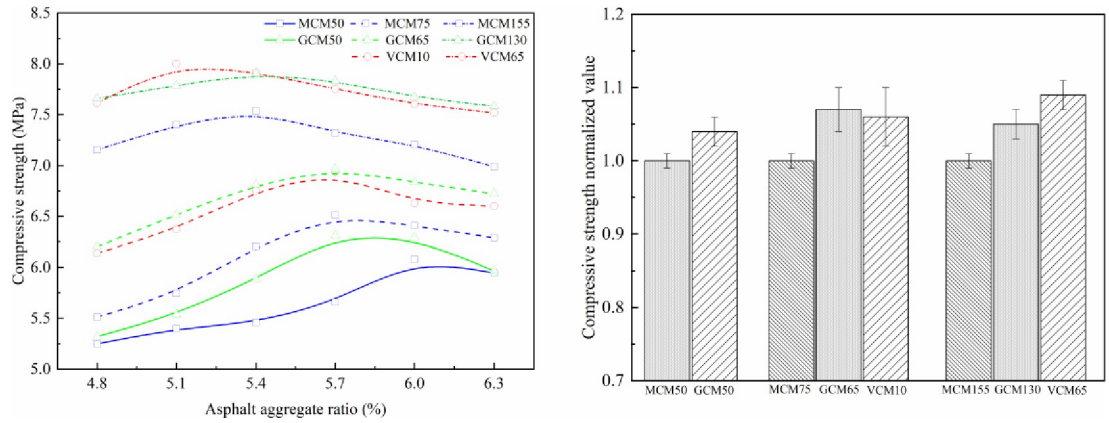 8.5
8.0
7.5
7.0
6.5
6.0
5.5
5.0
Compressive strength (MPa)
MCM50 MCM75 MCM155
GCM50 GCM65 GCM130
VCM10 VCM65
4.8 5.1 5.4 5.7 6.0 6.3
Asphalt aggregate ratio (%)
1.2
1.1
1.0
0.9
0.8
0.7
Compressive strength normalized value
MCM50 GCM50 MCM75 GCM65 VCM10 MCM155 GCM130 VCM65